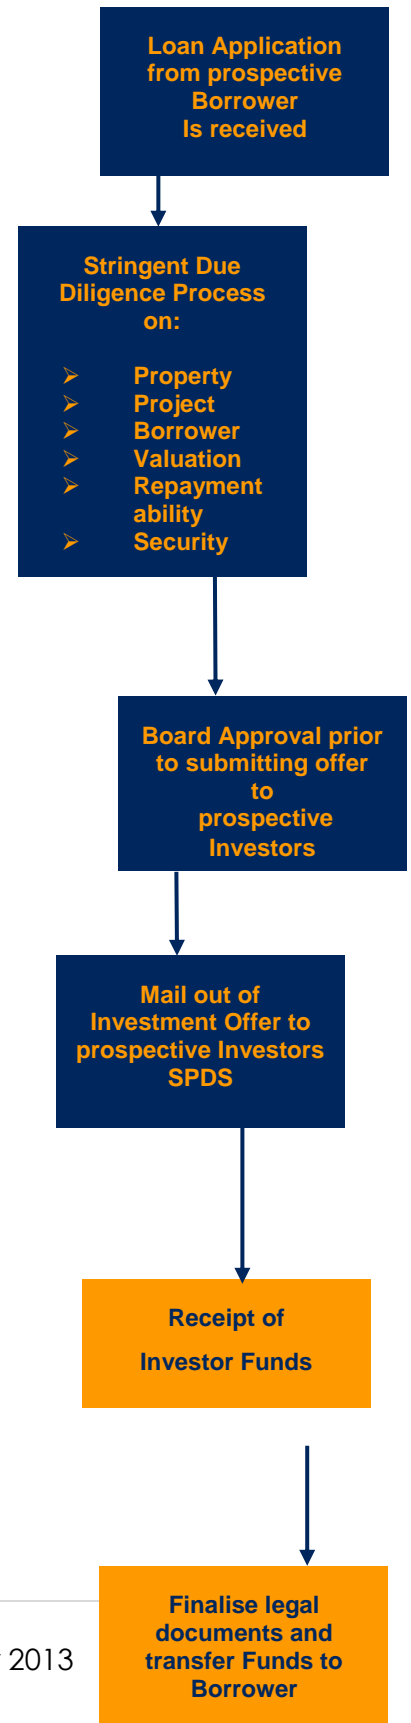 Loan Application
from prospective
Borrower
Is received
Stringent Due
Diligence Process
on:
➢ Property
➢ Project
➢ Borrower
➢ Valuation
➢ Repayment
ability
➢ Security
Board Approval prior
to submitting offer
to
prospective
Investors
Mail out of
Investment Offer to
prospective Investors
SPDS
Receipt of
Investor Funds
Finalise legal
documents and
transfer Funds to
Borrower
2013